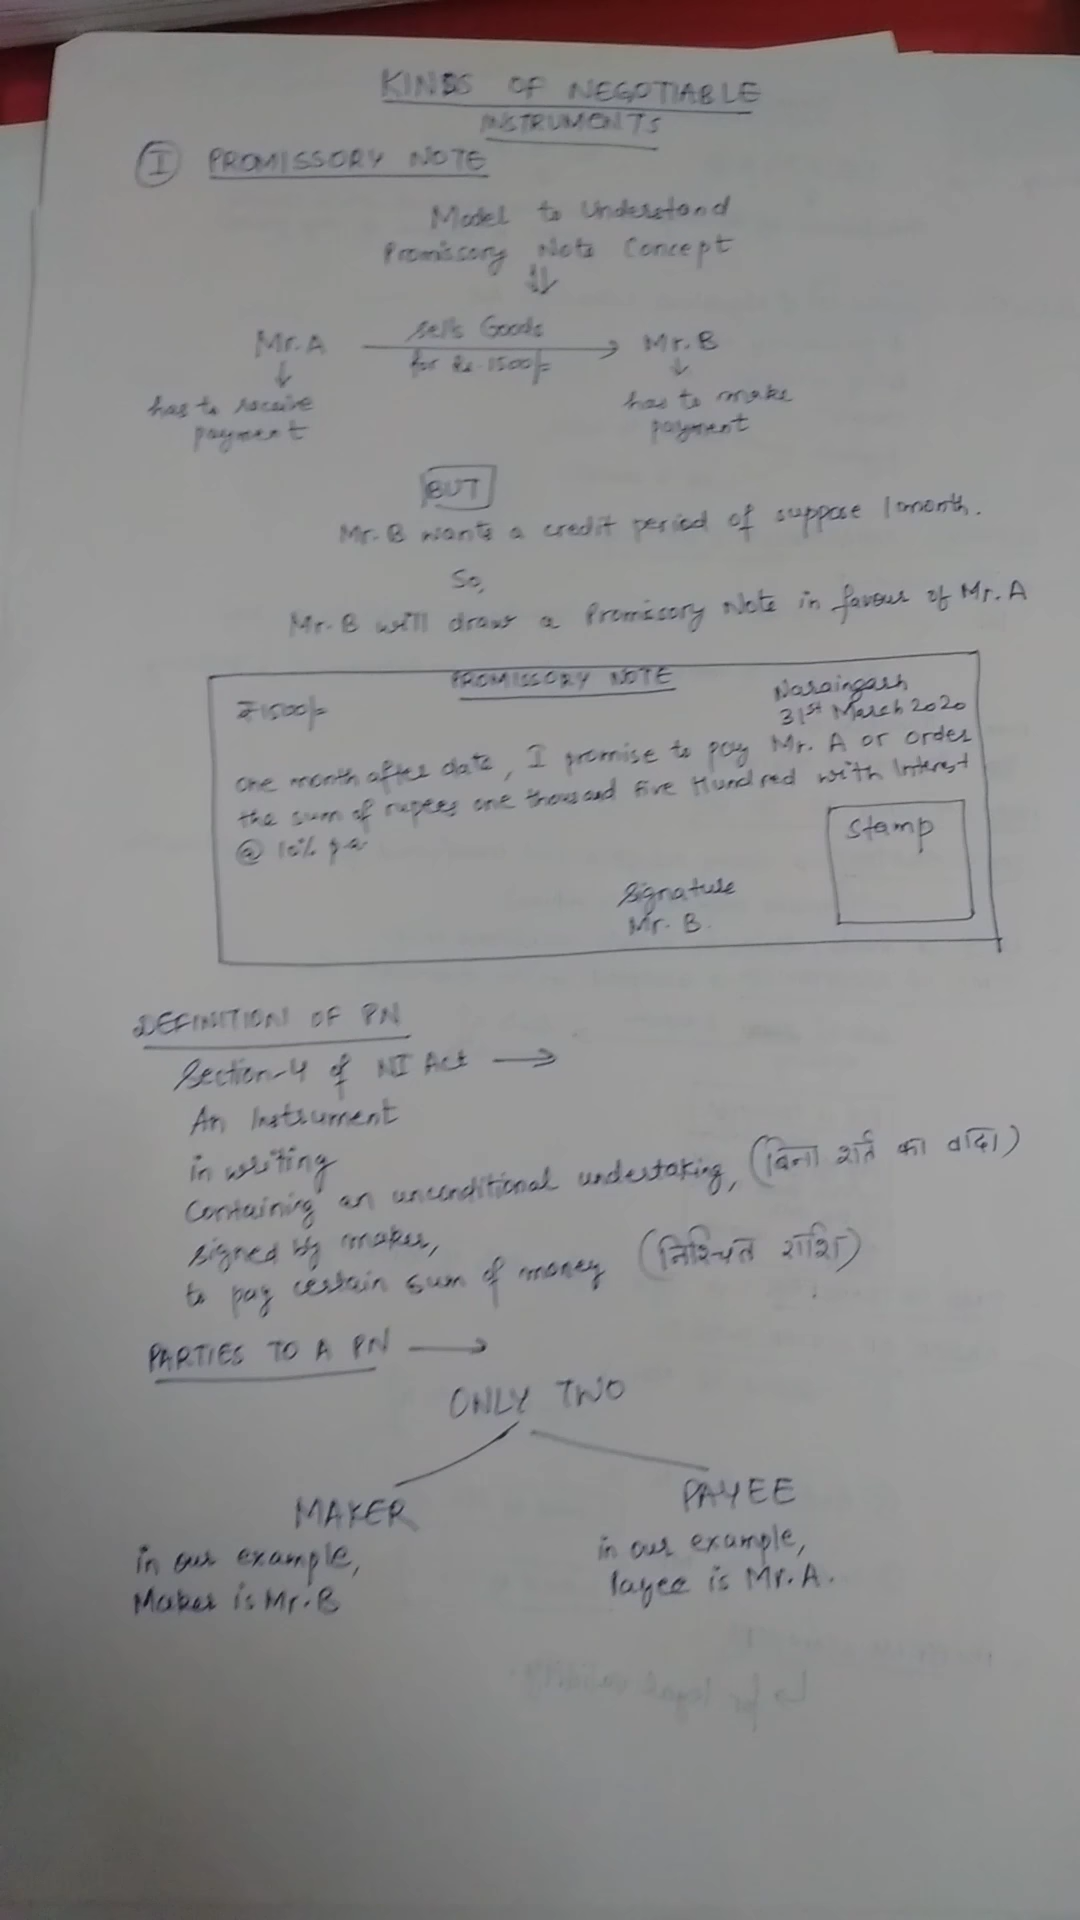 KINDS OF NEGOTIABLE
INSTRUMENTS
I PROMISSORY NOTE
Model to Understand
Promissory Note Concept
Mr. A sells Goods Mr. B
for Rs. 1500/-
has to receive
payment
has to make
payment
BUT
Mr. B wants a credit period of suppose 1 month.
So,
Mr. B will draw a Promissory Note in favour of Mr. A
PROMISSORY NOTE
₹1500/-
Naraingarh
31st March 2020
One month after date, I promise to pay Mr. A or order
the sum of rupees one thousand Five Hundred with Interest
@ 10% p.a.
Stamp
Signature
Mr. B.
DEFINITION OF PN
Section-4 of NI Act →
An Instrument
in writing
Containing an unconditional undertaking, (बिना शर्त का वादा)
signed by maker,
to pay certain sum of money (निश्चित राशि)
PARTIES TO A PN →
ONLY TWO
MAKER
in our example,
Maker is Mr. B
PAYEE
in our example,
Payee is Mr. A.